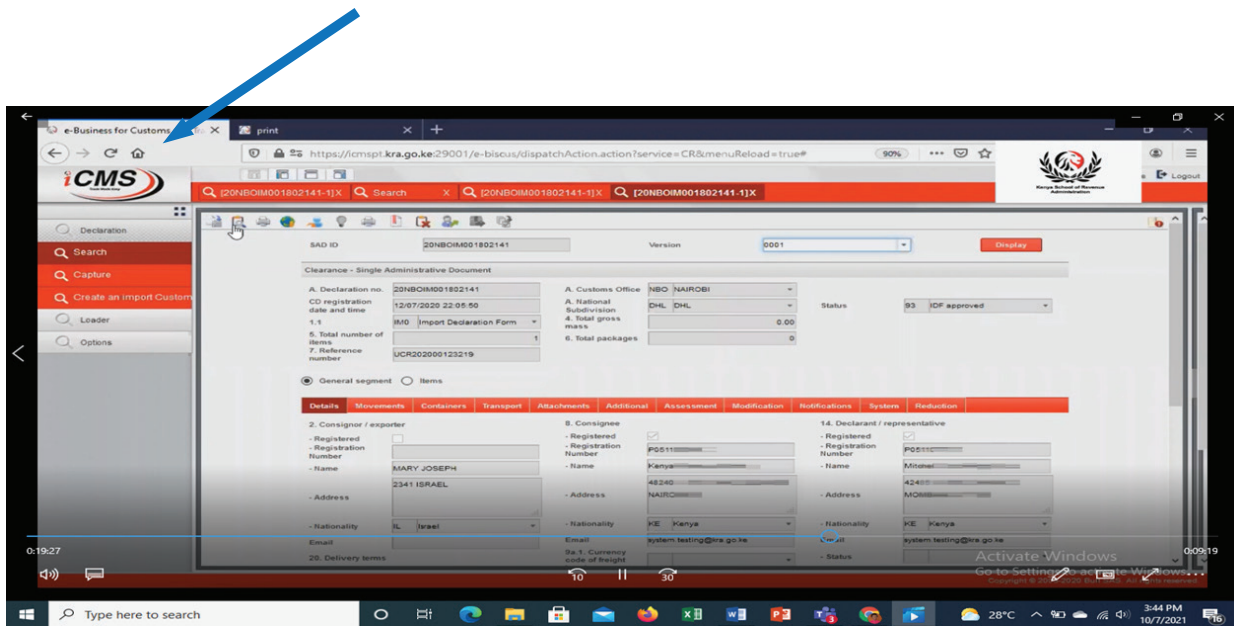 e-Business for Customs
print
https://icmspt.kra.go.ke:29001/e-biscus/dispatchAction.action?service=CR&menuReload=true#
90%
iCMS
Kenya School of Revenue
Administration
Logout
[20NBOIM001802141-1]X
Search X
[20NBOIM001802141-1]X
[20NBOIM001802141-1]X
Declaration
Search
Capture
Create an import Custom
Loader
Options
SAD ID 20NBOIM001802141 Version 0001 Display
Clearance - Single Administrative Document
A. Declaration no. 20NBOIM001802141 A. Customs Office NBO NAIROBI
CD registration date and time 12/07/2020 22:05:50 A. National Subdivision DHL DHL Status 93 IDF approved
1.1 IM0 Import Declaration Form 4. Total gross mass 0.00
5. Total number of items 1 6. Total packages 0
7. Reference number UCR202000123219
General segment Items
Details Movements Containers Transport Attachments Additional Assessment Modification Notifications System Reduction
2. Consignor / exporter 8. Consignee 14. Declarant / representative
- Registered - Registered - Registered
- Registration Number - Registration Number P0511 - Registration Number P051
- Name MARY JOSEPH - Name Kenya - Name
- Address 2341 ISRAEL - Address 48240 NAIRO - Address
- Nationality IL Israel - Nationality KE Kenya - Nationality KE Kenya
Email Email system.testing@kra.go.ke Email system.testing@kra.go.ke
20. Delivery terms 9a.1. Currency code of freight - Status
0:19:27
0:09:19
10
30
Activate Windows
Go to Settings to activate Windows.
Type here to search
28°C
3:44 PM
10/7/2021
16